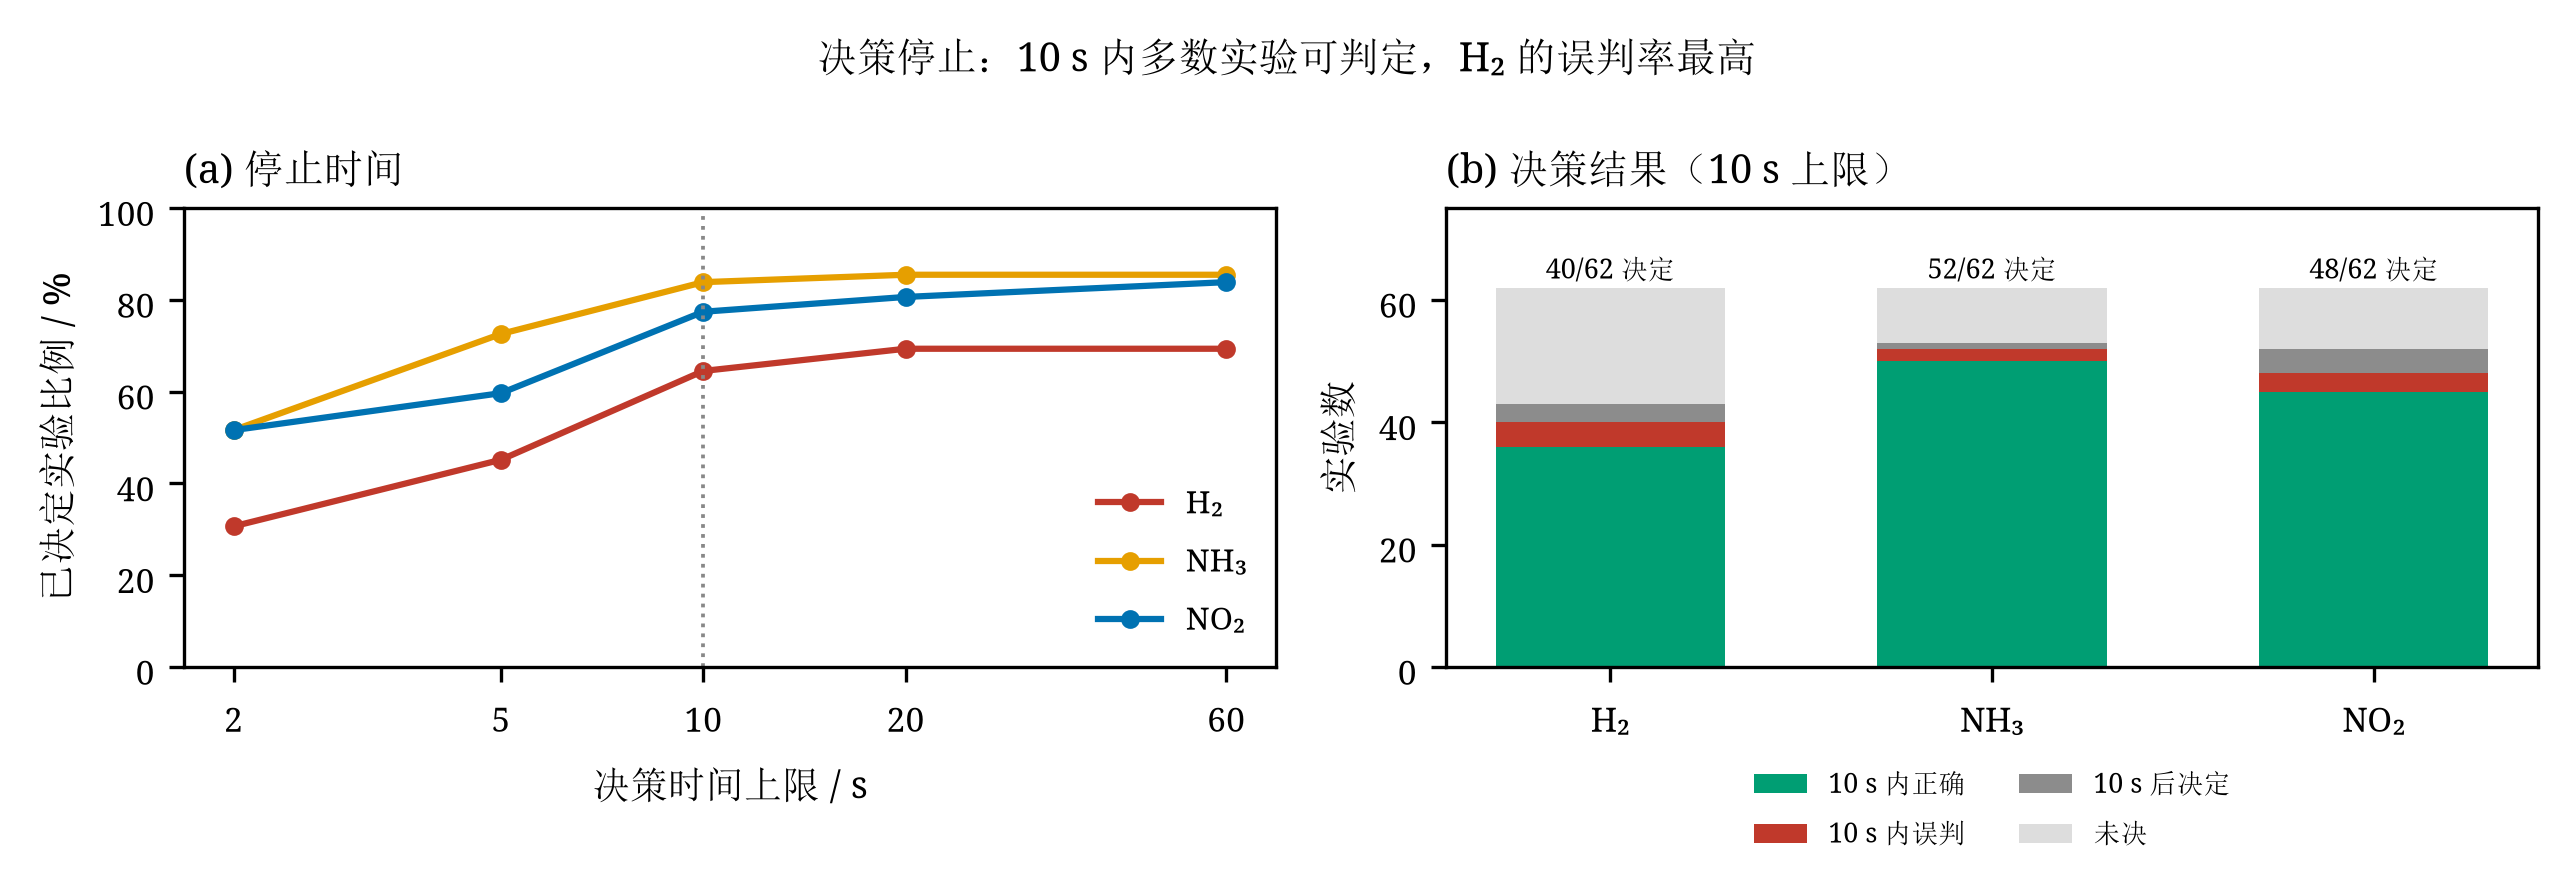 决策停止：10 s 内多数实验可判定，H₂ 的误判率最高
(a) 停止时间
100
80
60
40
20
0
已决定实验比例 / %
2 5 10 20 60
决策时间上限 / s
H₂
NH₃
NO₂
(b) 决策结果（10 s 上限）
60
40
20
0
实验数
40/62 决定 52/62 决定 48/62 决定
H₂ NH₃ NO₂
10 s 内正确 10 s 后决定
10 s 内误判 未决